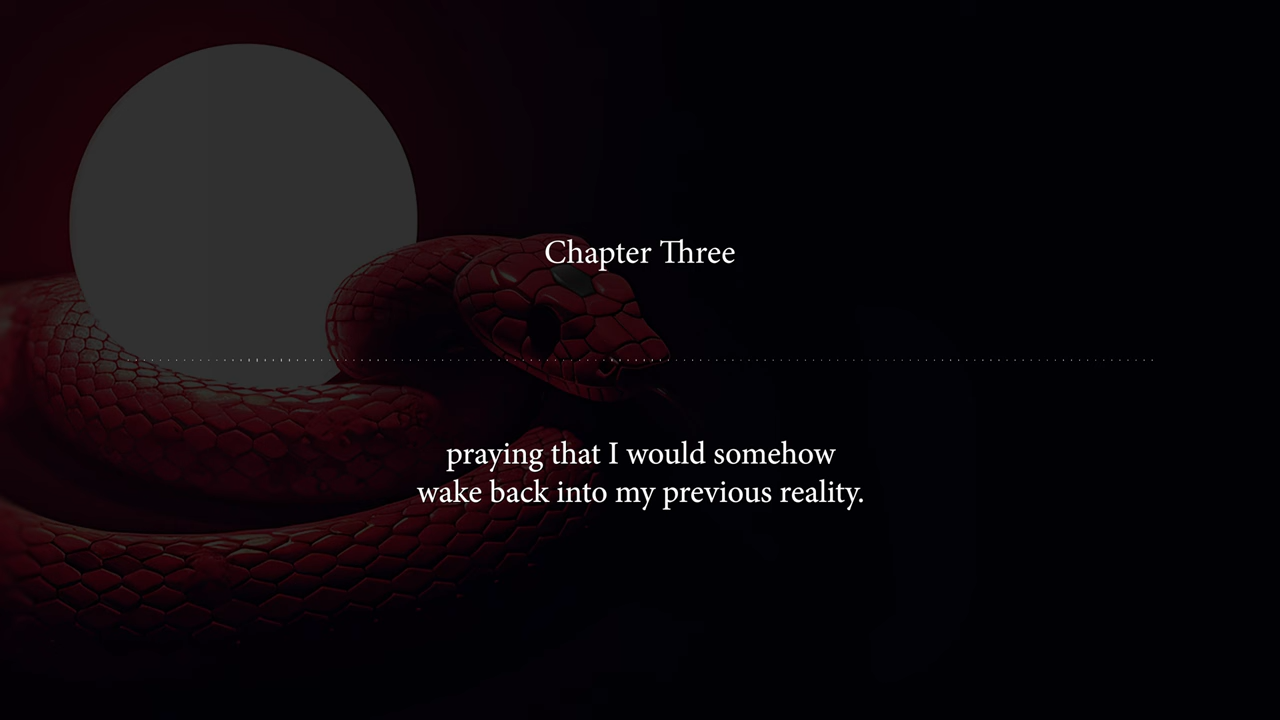 Chapter Three
praying that I would somehow
wake back into my previous reality.